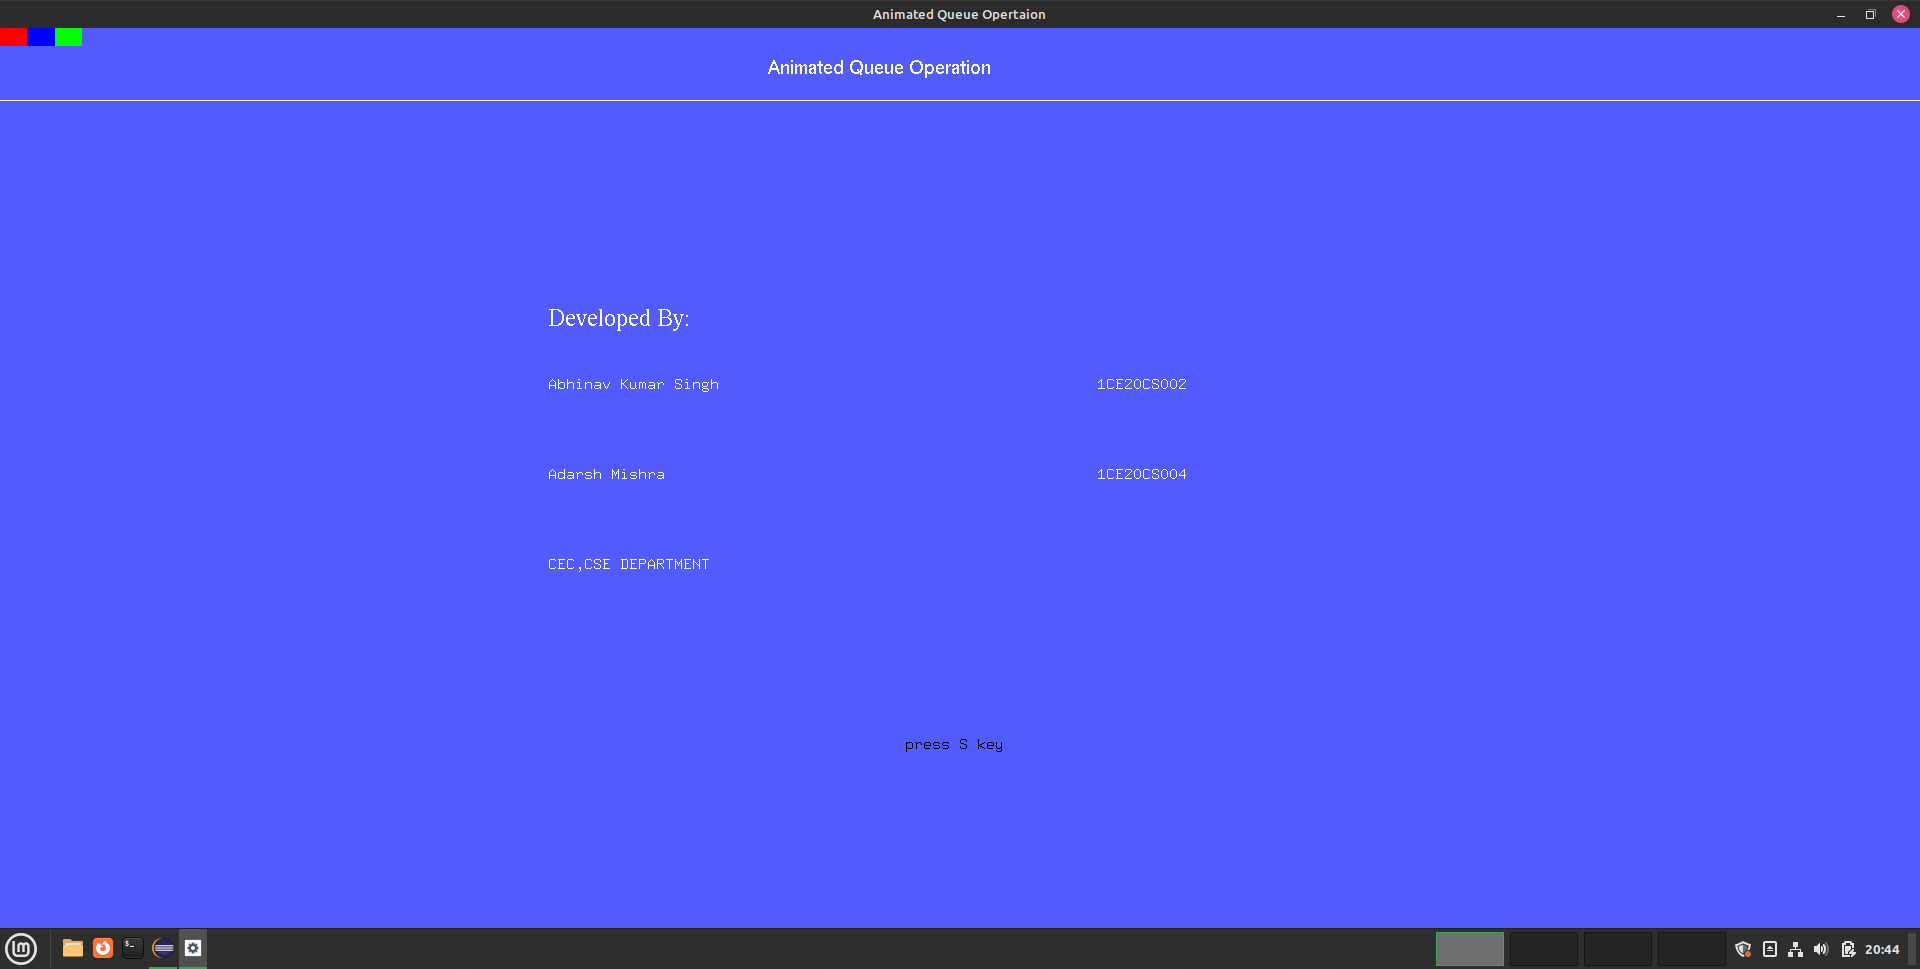 Animated Queue Opertaion
Animated Queue Operation
Developed By:
Abhinav Kumar Singh 1CE20CS002
Adarsh Mishra 1CE20CS004
CEC,CSE DEPARTMENT
press S key
20:44